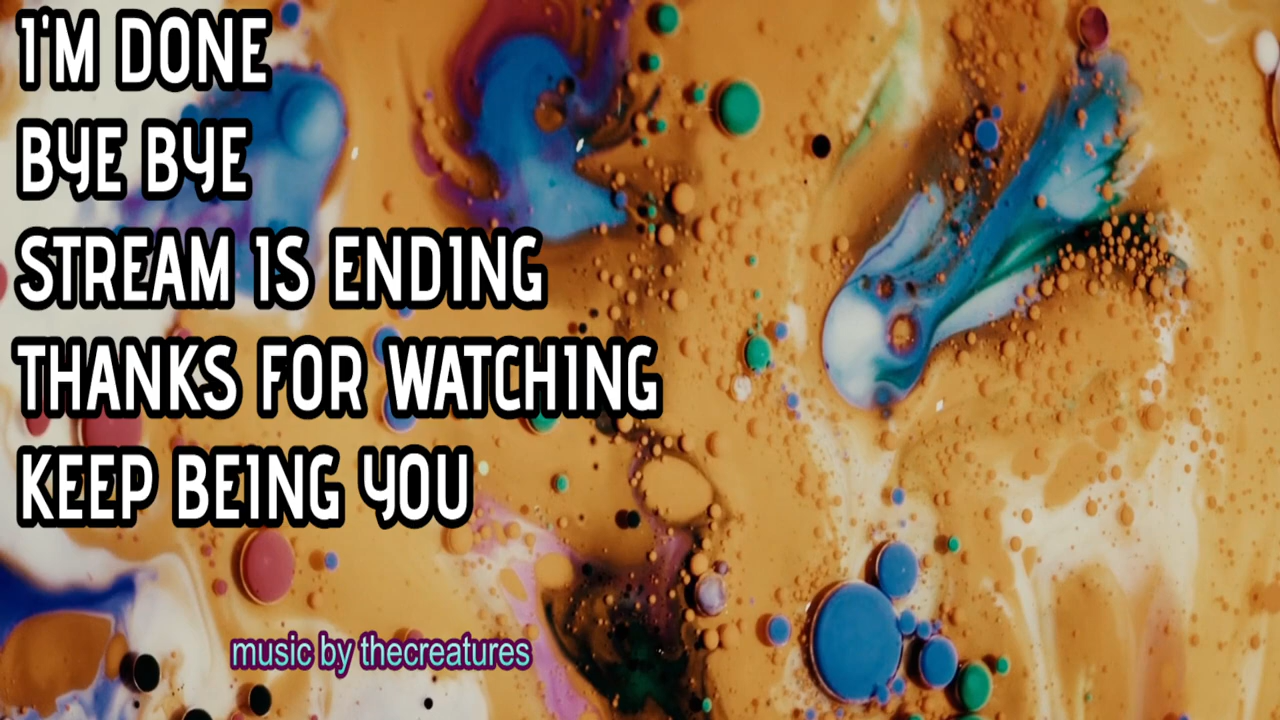 I'M DONE
BYE BYE
STREAM IS ENDING
THANKS FOR WATCHING
KEEP BEING YOU
music by thecreatures